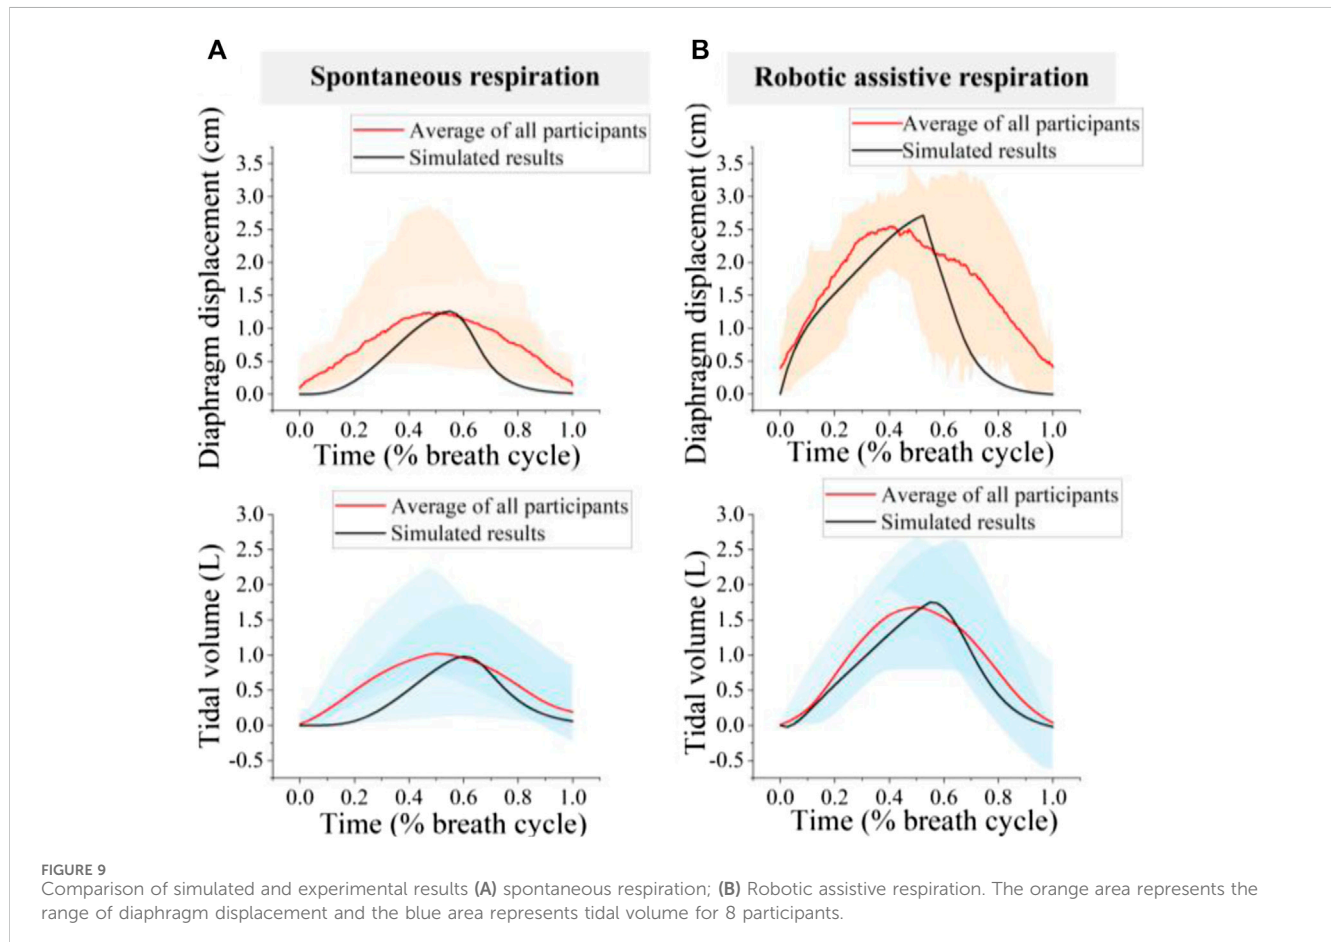 A
Spontaneous respiration
Average of all participants
Simulated results
Diaphragm displacement (cm)
3.5
3.0
2.5
2.0
1.5
1.0
0.5
0.0
0.0 0.2 0.4 0.6 0.8 1.0
Time (% breath cycle)
B
Robotic assistive respiration
Average of all participants
Simulated results
Diaphragm displacement (cm)
3.5
3.0
2.5
2.0
1.5
1.0
0.5
0.0
0.0 0.2 0.4 0.6 0.8 1.0
Time (% breath cycle)
Average of all participants
Simulated results
Tidal volume (L)
3.0
2.5
2.0
1.5
1.0
0.5
0.0
-0.5
0.0 0.2 0.4 0.6 0.8 1.0
Time (% breath cycle)
Average of all participants
Simulated results
Tidal volume (L)
3.0
2.5
2.0
1.5
1.0
0.5
0.0
-0.5
0.0 0.2 0.4 0.6 0.8 1.0
Time (% breath cycle)
FIGURE 9
Comparison of simulated and experimental results (A) spontaneous respiration; (B) Robotic assistive respiration. The orange area represents the
range of diaphragm displacement and the blue area represents tidal volume for 8 participants.